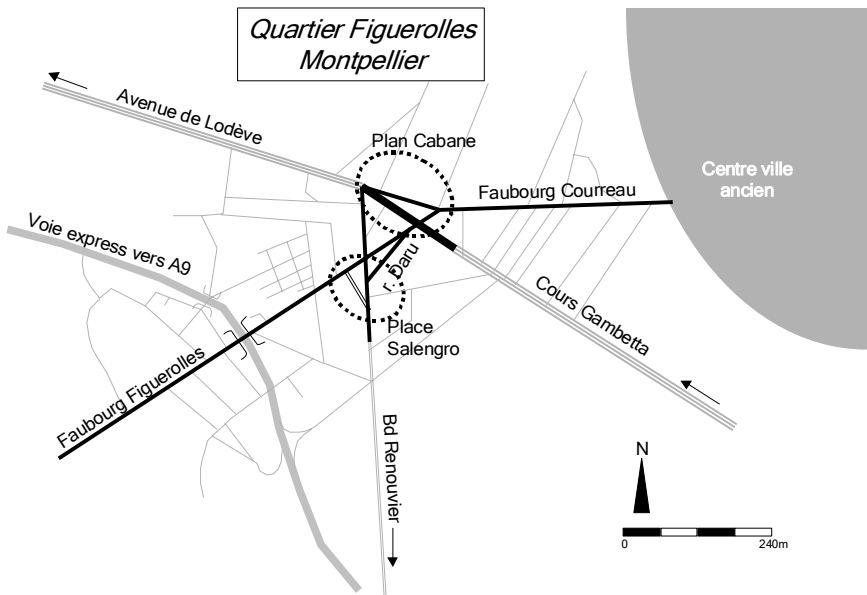 Quartier Figuerolles
Montpellier
Avenue de Lodève
Plan Cabane
Centre ville
ancien
Faubourg Courreau
Voie express vers A9
r. Daru
Cours Gambetta
Place
Salengro
Faubourg Figuerolles
Bd Renouvier
N
0
240m